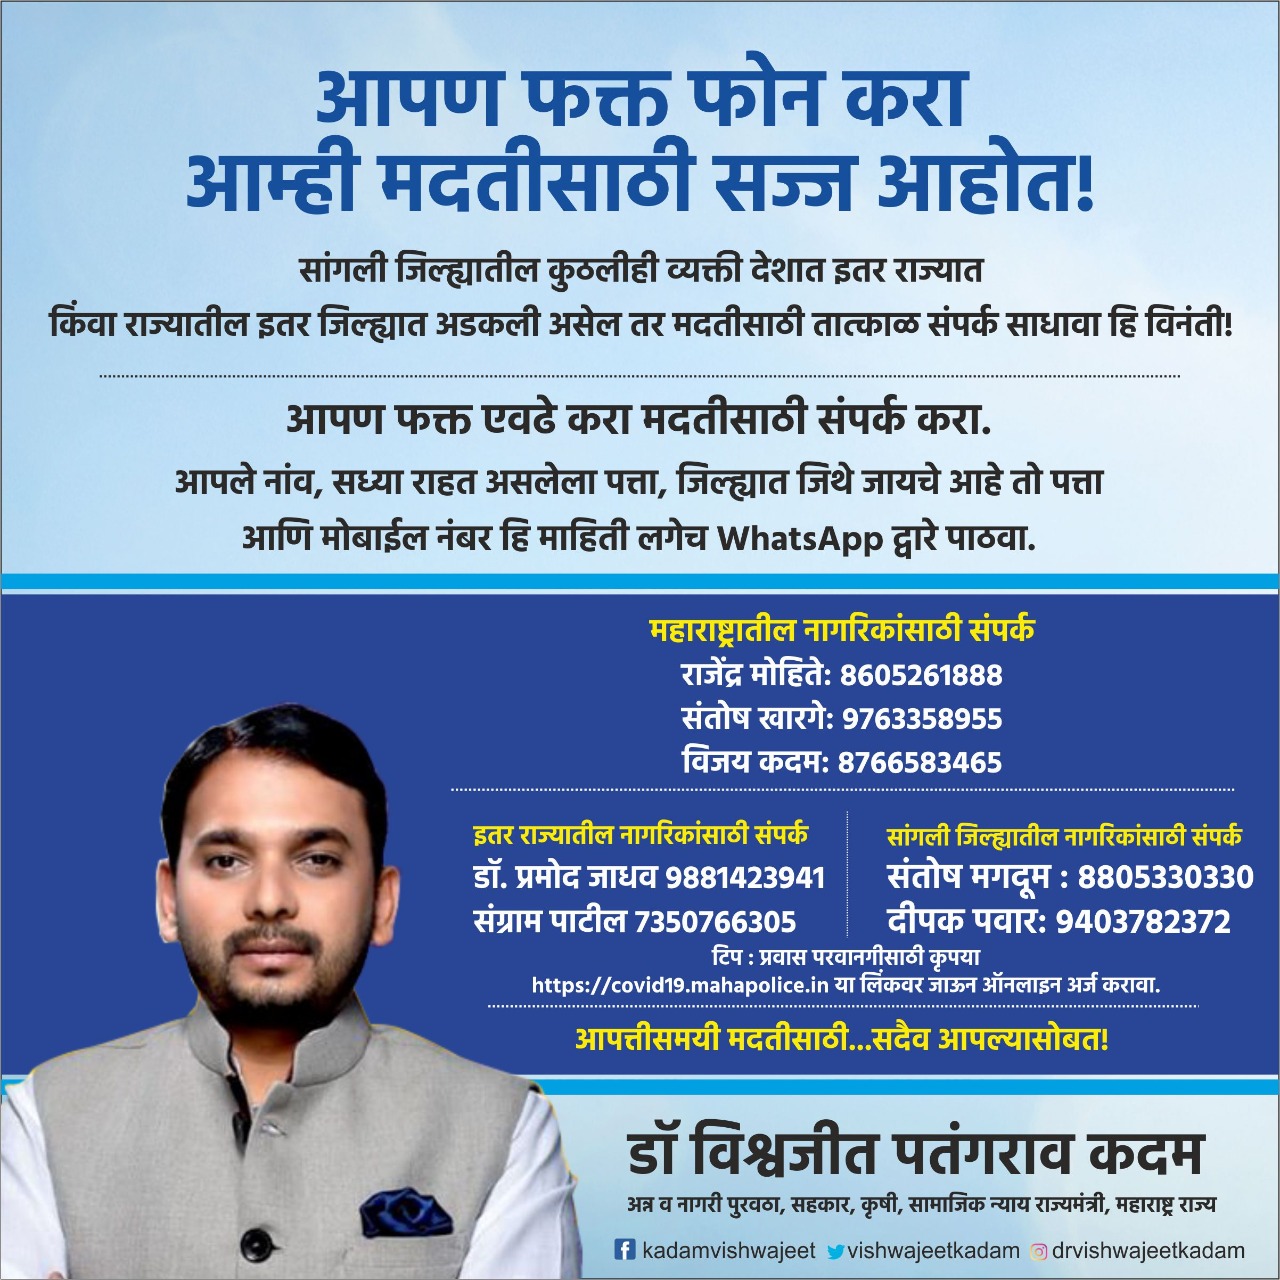 आपण फक्त फोन करा
आम्ही मदतीसाठी सज्ज आहोत!
सांगली जिल्ह्यातील कुठलीही व्यक्ती देशात इतर राज्यात
किंवा राज्यातील इतर जिल्ह्यात अडकली असेल तर मदतीसाठी तात्काळ संपर्क साधावा हि विनंती!
आपण फक्त एवढे करा मदतीसाठी संपर्क करा.
आपले नांव, सध्या राहत असलेला पत्ता, जिल्ह्यात जिथे जायचे आहे तो पत्ता
आणि मोबाईल नंबर हि माहिती लगेच WhatsApp द्वारे पाठवा.
महाराष्ट्रातील नागरिकांसाठी संपर्क
राजेंद्र मोहिते: 8605261888
संतोष खारगे: 9763358955
विजय कदम: 8766583465
इतर राज्यातील नागरिकांसाठी संपर्क
डॉ. प्रमोद जाधव 9881423941
संग्राम पाटील 7350766305
सांगली जिल्ह्यातील नागरिकांसाठी संपर्क
संतोष मगदूम : 8805330330
दीपक पवार: 9403782372
टिप : प्रवास परवानगीसाठी कृपया
https://covid19.mahapolice.in या लिंकवर जाऊन ऑनलाइन अर्ज करावा.
आपत्तीसमयी मदतीसाठी...सदैव आपल्यासोबत!
डॉ विश्वजीत पतंगराव कदम
अन्न व नागरी पुरवठा, सहकार, कृषी, सामाजिक न्याय राज्यमंत्री, महाराष्ट्र राज्य
kadamvishwajeet vishwajeetkadam drvishwajeetkadam